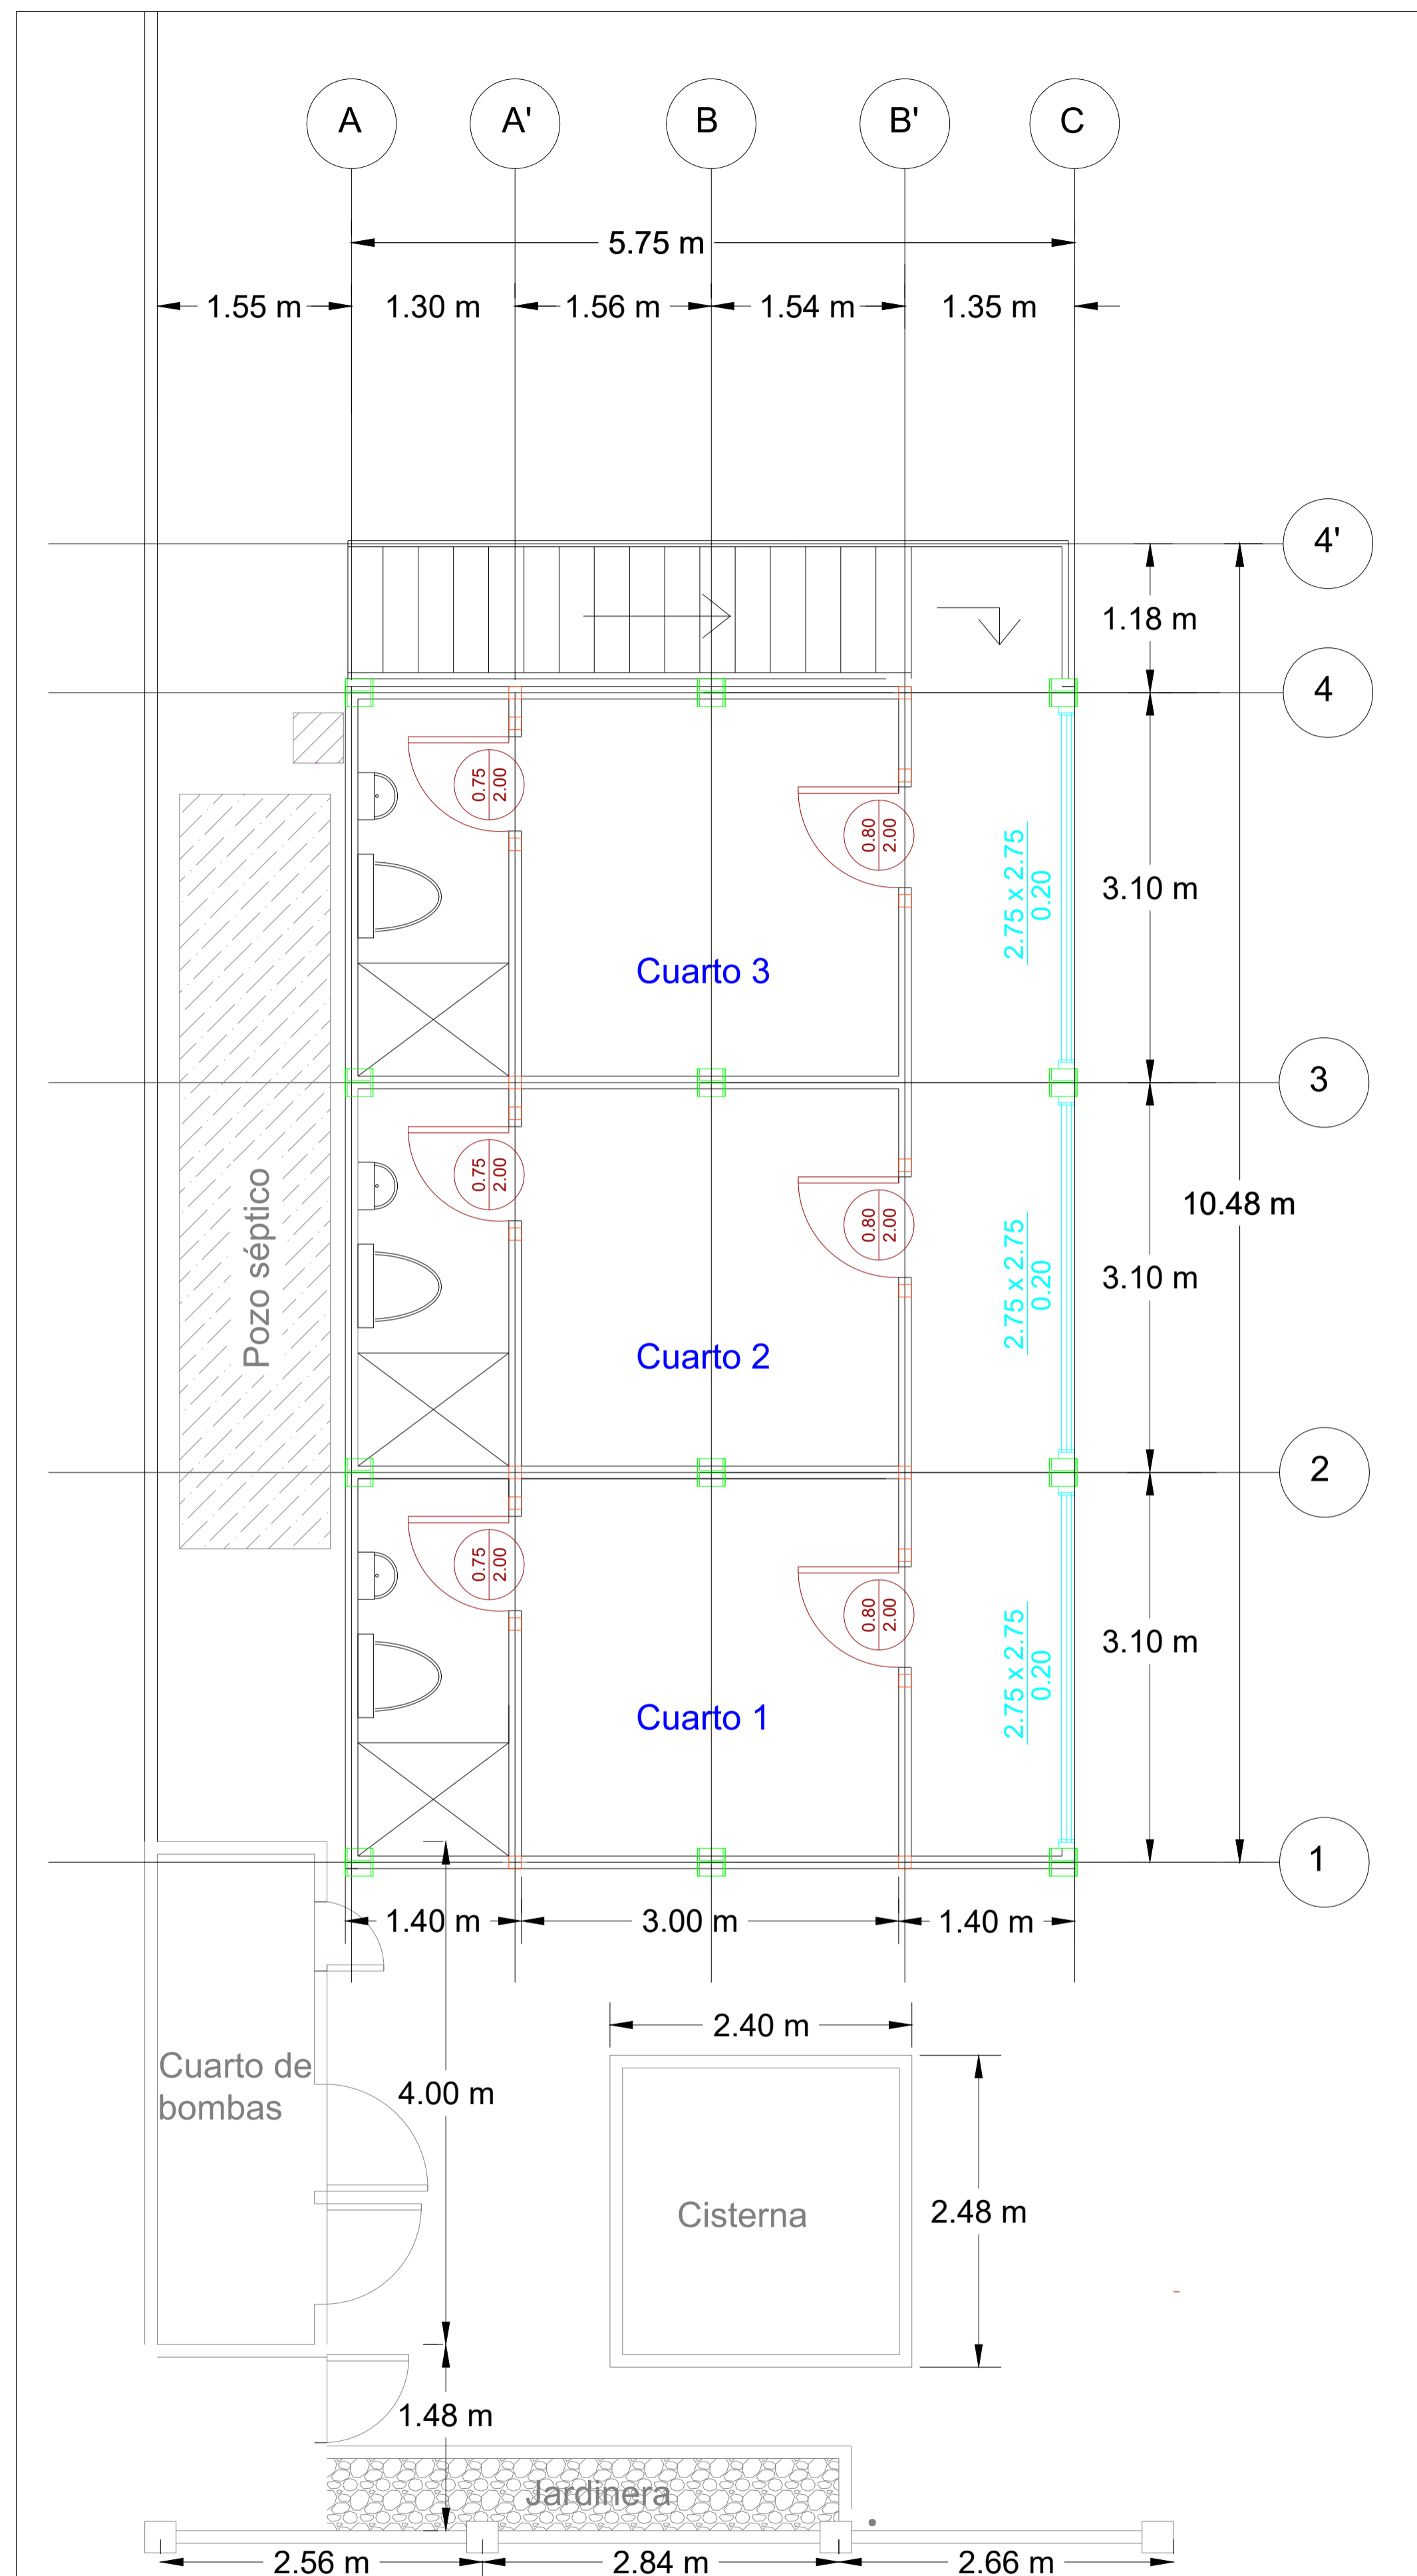 A A' B B' C
5.75 m
1.55 m 1.30 m 1.56 m 1.54 m 1.35 m
4'
1.18 m
4
0.75
2.00
0.80
2.00
2.75 x 2.75
0.20
3.10 m
Cuarto 3
3
0.75
2.00
0.80
2.00
2.75 x 2.75
0.20
3.10 m
10.48 m
Pozo séptico
Cuarto 2
2
0.75
2.00
0.80
2.00
2.75 x 2.75
0.20
3.10 m
Cuarto 1
1
1.40 m 3.00 m 1.40 m
2.40 m
Cuarto de
bombas
4.00 m
Cisterna
2.48 m
1.48 m
Jardinera
2.56 m 2.84 m 2.66 m